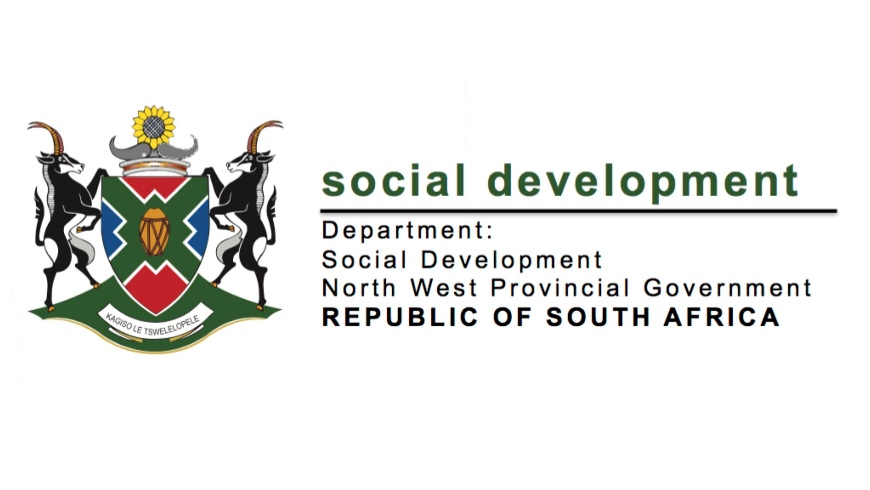 KAGISO LE TSWELELOPELE
social development
Department:
Social Development
North West Provincial Government
REPUBLIC OF SOUTH AFRICA